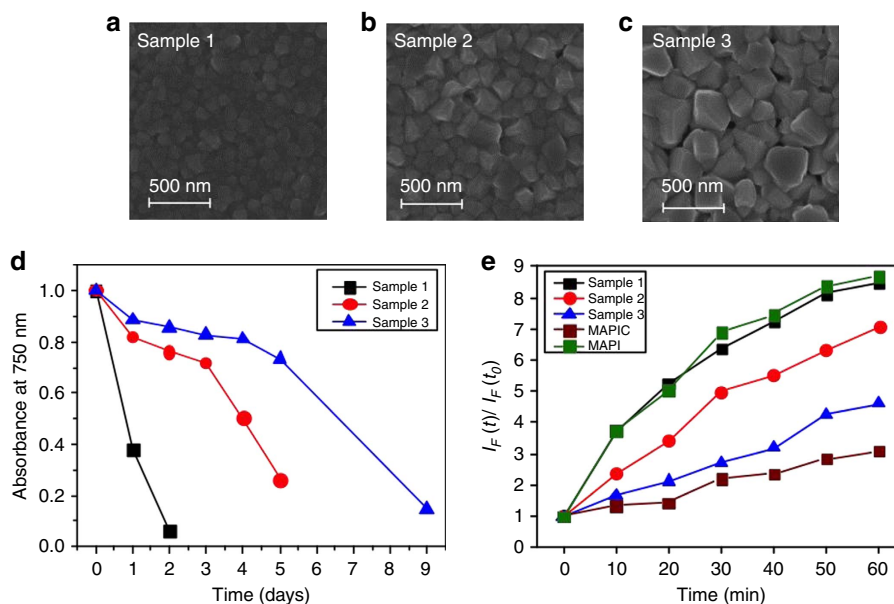 a
Sample 1
500 nm
b
Sample 2
500 nm
c
Sample 3
500 nm
d
Absorbance at 750 nm
1.0
0.8
0.6
0.4
0.2
0.0
0 1 2 3 4 5 6 7 8 9
Time (days)
Sample 1
Sample 2
Sample 3
e
I_F (t)/ I_F (t_0)
9
8
7
6
5
4
3
2
1
0
0 10 20 30 40 50 60
Time (min)
Sample 1
Sample 2
Sample 3
MAPIC
MAPI